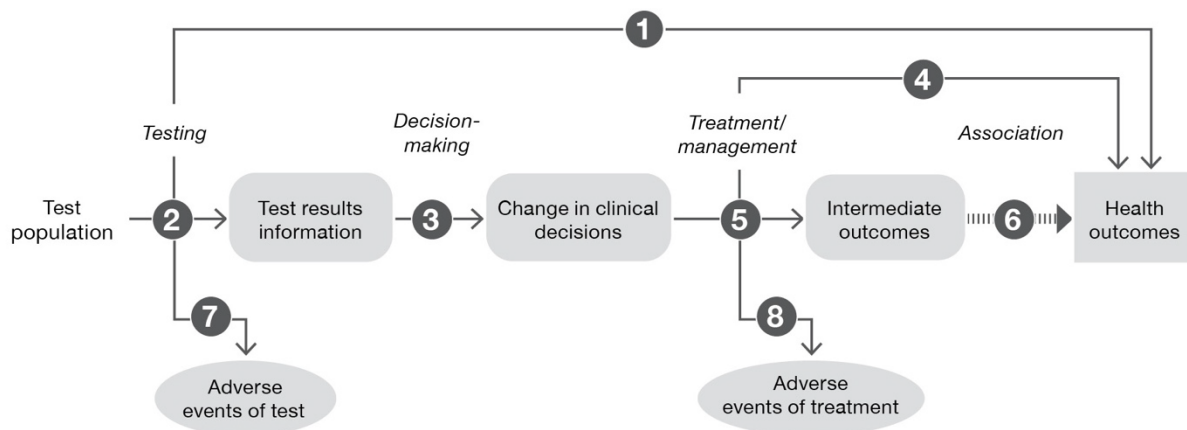 1
4
Testing
Decision-
making
Treatment/
management
Association
Test
population
2
Test results
information
3
Change in clinical
decisions
5
Intermediate
outcomes
6
Health
outcomes
7
8
Adverse
events of test
Adverse
events of treatment